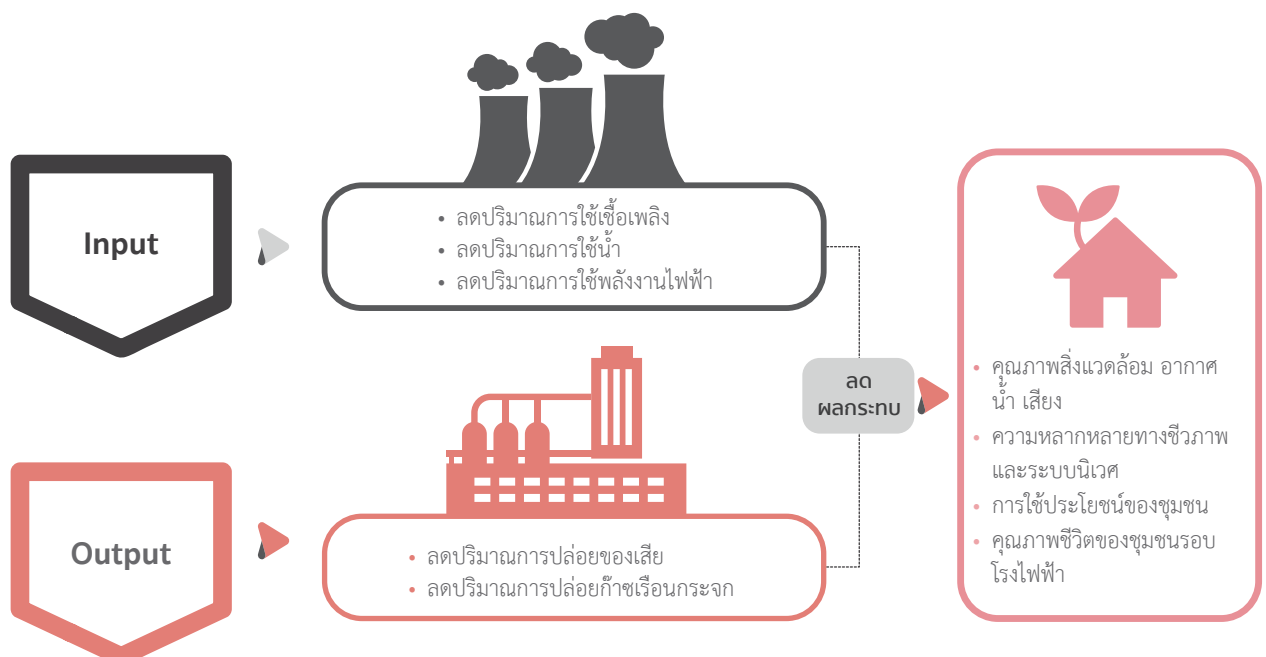 Input
• ลดปริมาณการใช้เชื้อเพลิง
• ลดปริมาณการใช้น้ำ
• ลดปริมาณการใช้พลังงานไฟฟ้า
Output
• ลดปริมาณการปล่อยของเสีย
• ลดปริมาณการปล่อยก๊าซเรือนกระจก
ลด
ผลกระทบ
• คุณภาพสิ่งแวดล้อม อากาศ
น้ำ เสียง
• ความหลากหลายทางชีวภาพ
และระบบนิเวศ
• การใช้ประโยชน์ของชุมชน
• คุณภาพชีวิตของชุมชนรอบ
โรงไฟฟ้า